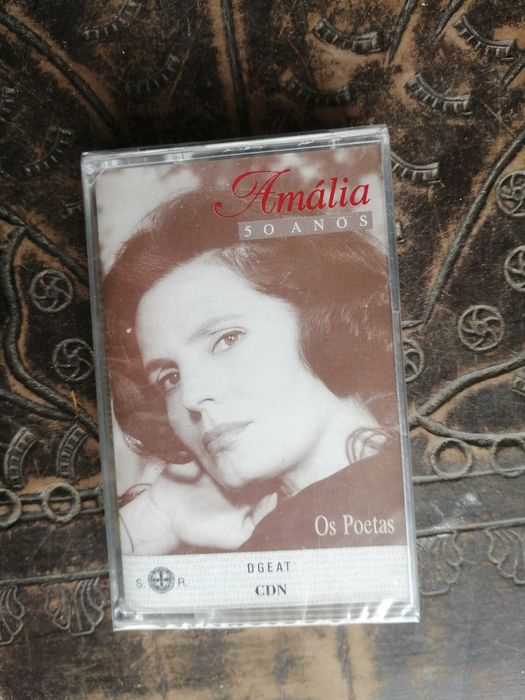 Amália
50 ANOS
Os Poetas
DGEAT
S. R.
CDN